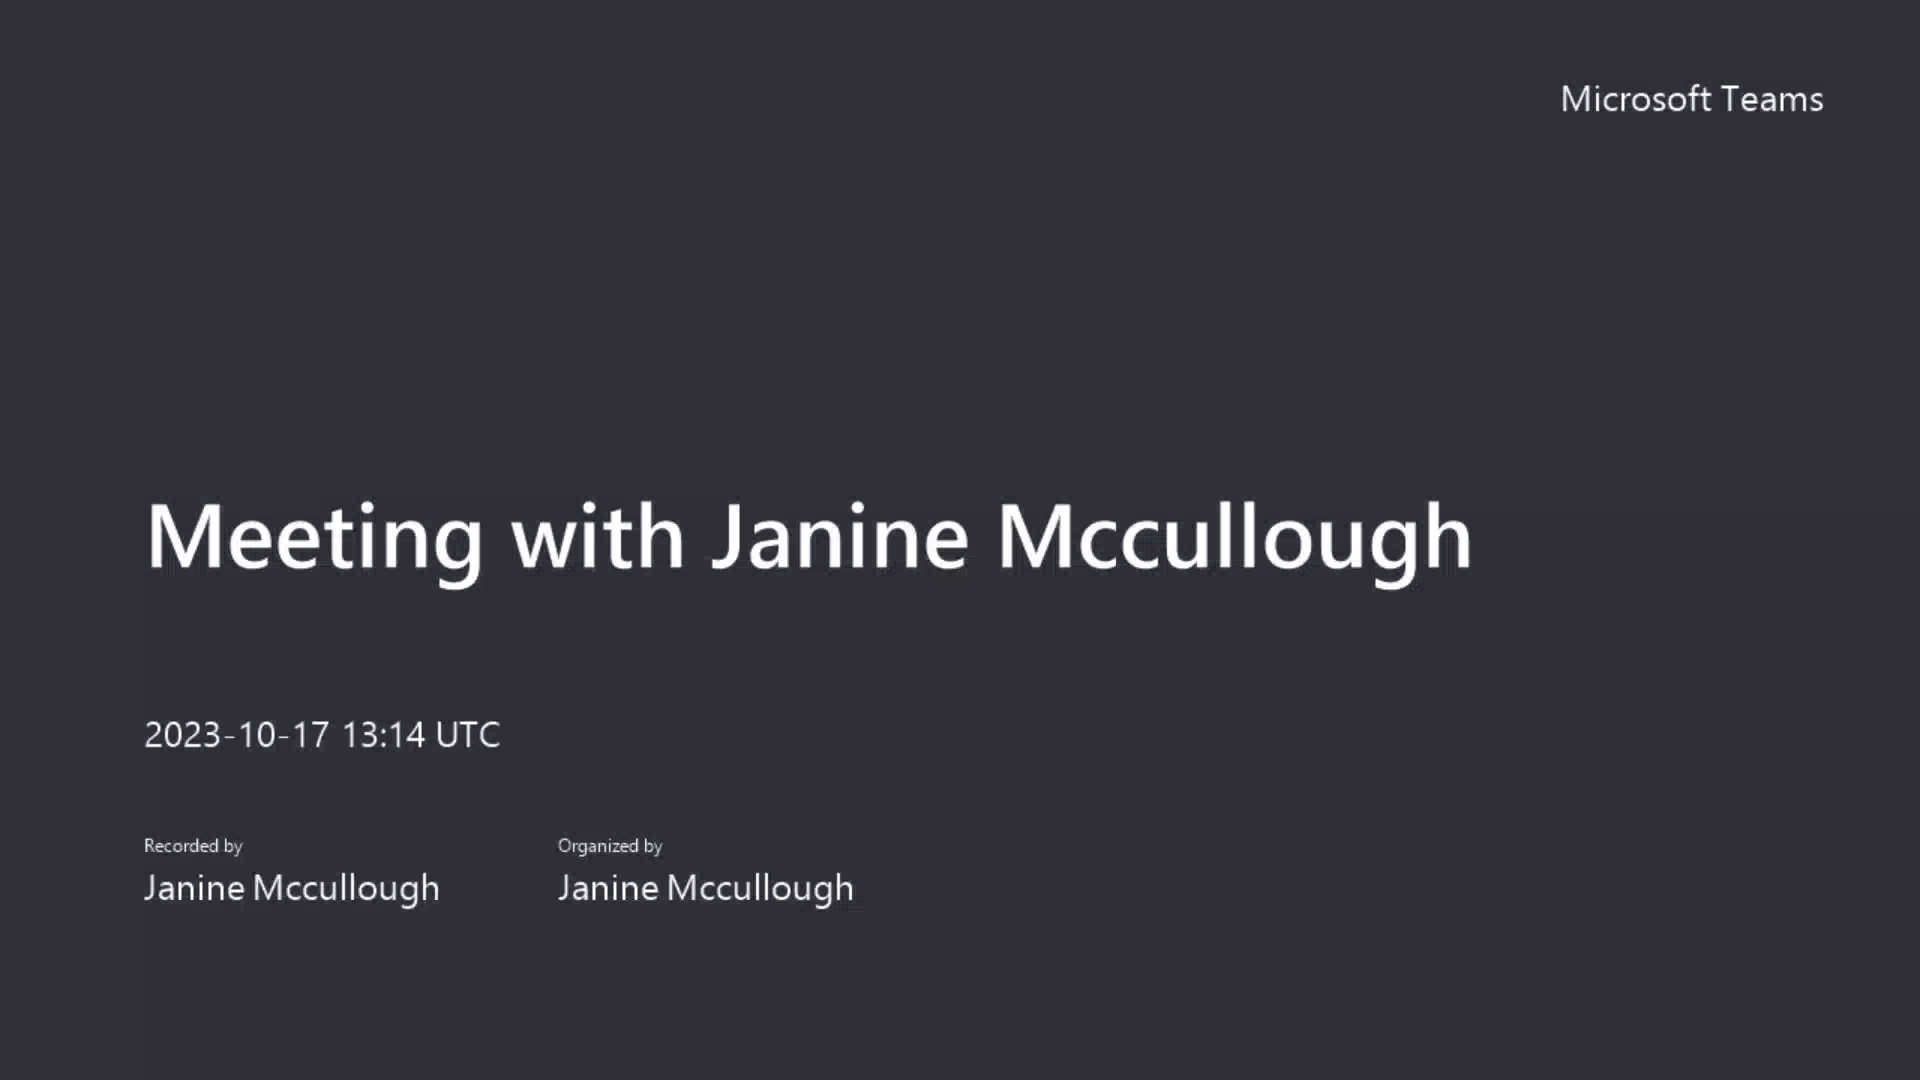 Microsoft Teams
Meeting with Janine Mccullough
2023-10-17 13:14 UTC
Recorded by
Janine Mccullough
Organized by
Janine Mccullough